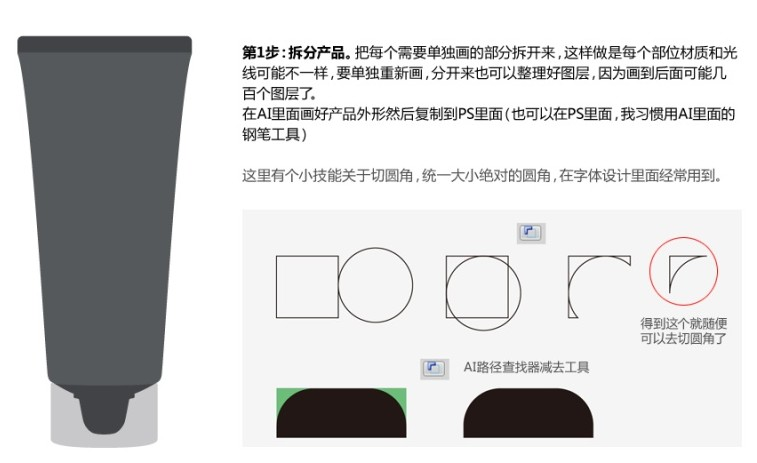 第1步：拆分产品。把每个需要单独画的部分拆开来，这样做是每个部位材质和光
线可能不一样，要单独重新画，分开来也可以整理好图层，因为画到后面可能几
百个图层了。
在AI里面画好产品外形然后复制到PS里面（也可以在PS里面，我习惯用AI里面的
钢笔工具）
这里有个小技能关于切圆角，统一大小绝对的圆角，在字体设计里面经常用到。
得到这个就随便
可以去切圆角了
AI路径查找器减去工具